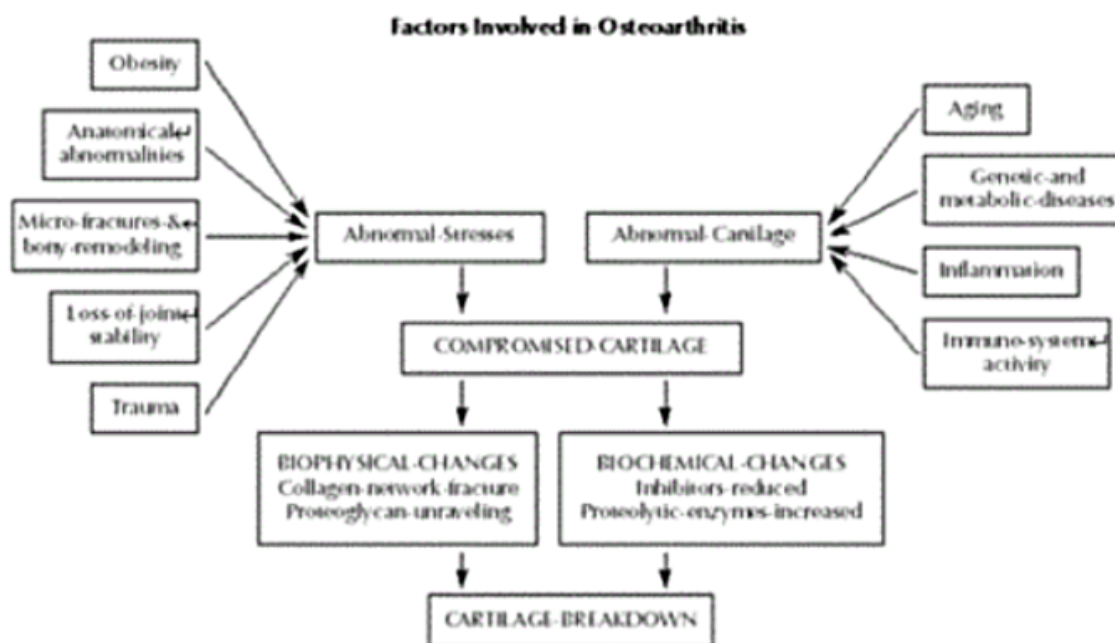 Factors Involved in Osteoarthritis
Obesity
Anatomical
abnormalities
Micro-fractures &
bony remodeling
Loss of joint
stability
Trauma
Abnormal Stresses
Abnormal Cartilage
Aging
Genetic and
metabolic diseases
Inflammation
Immune system
activity
COMPROMISED CARTILAGE
BIOPHYSICAL CHANGES
Collagen network fracture
Proteoglycan unraveling
BIOCHEMICAL CHANGES
Inhibitors reduced
Proteolytic enzymes increased
CARTILAGE BREAKDOWN